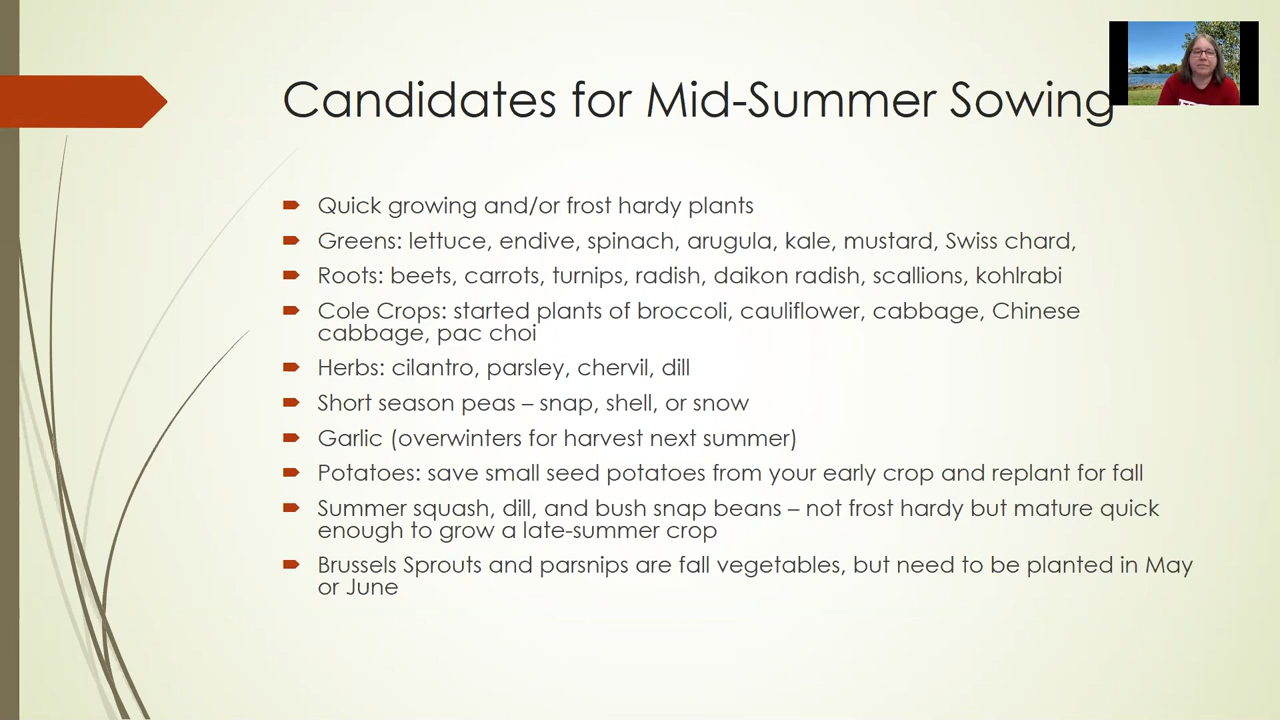 Candidates for Mid-Summer Sowing
Quick growing and/or frost hardy plants
Greens: lettuce, endive, spinach, arugula, kale, mustard, Swiss chard,
Roots: beets, carrots, turnips, radish, daikon radish, scallions, kohlrabi
Cole Crops: started plants of broccoli, cauliflower, cabbage, Chinese
cabbage, pac choi
Herbs: cilantro, parsley, chervil, dill
Short season peas – snap, shell, or snow
Garlic (overwinters for harvest next summer)
Potatoes: save small seed potatoes from your early crop and replant for fall
Summer squash, dill, and bush snap beans – not frost hardy but mature quick
enough to grow a late-summer crop
Brussels Sprouts and parsnips are fall vegetables, but need to be planted in May
or June